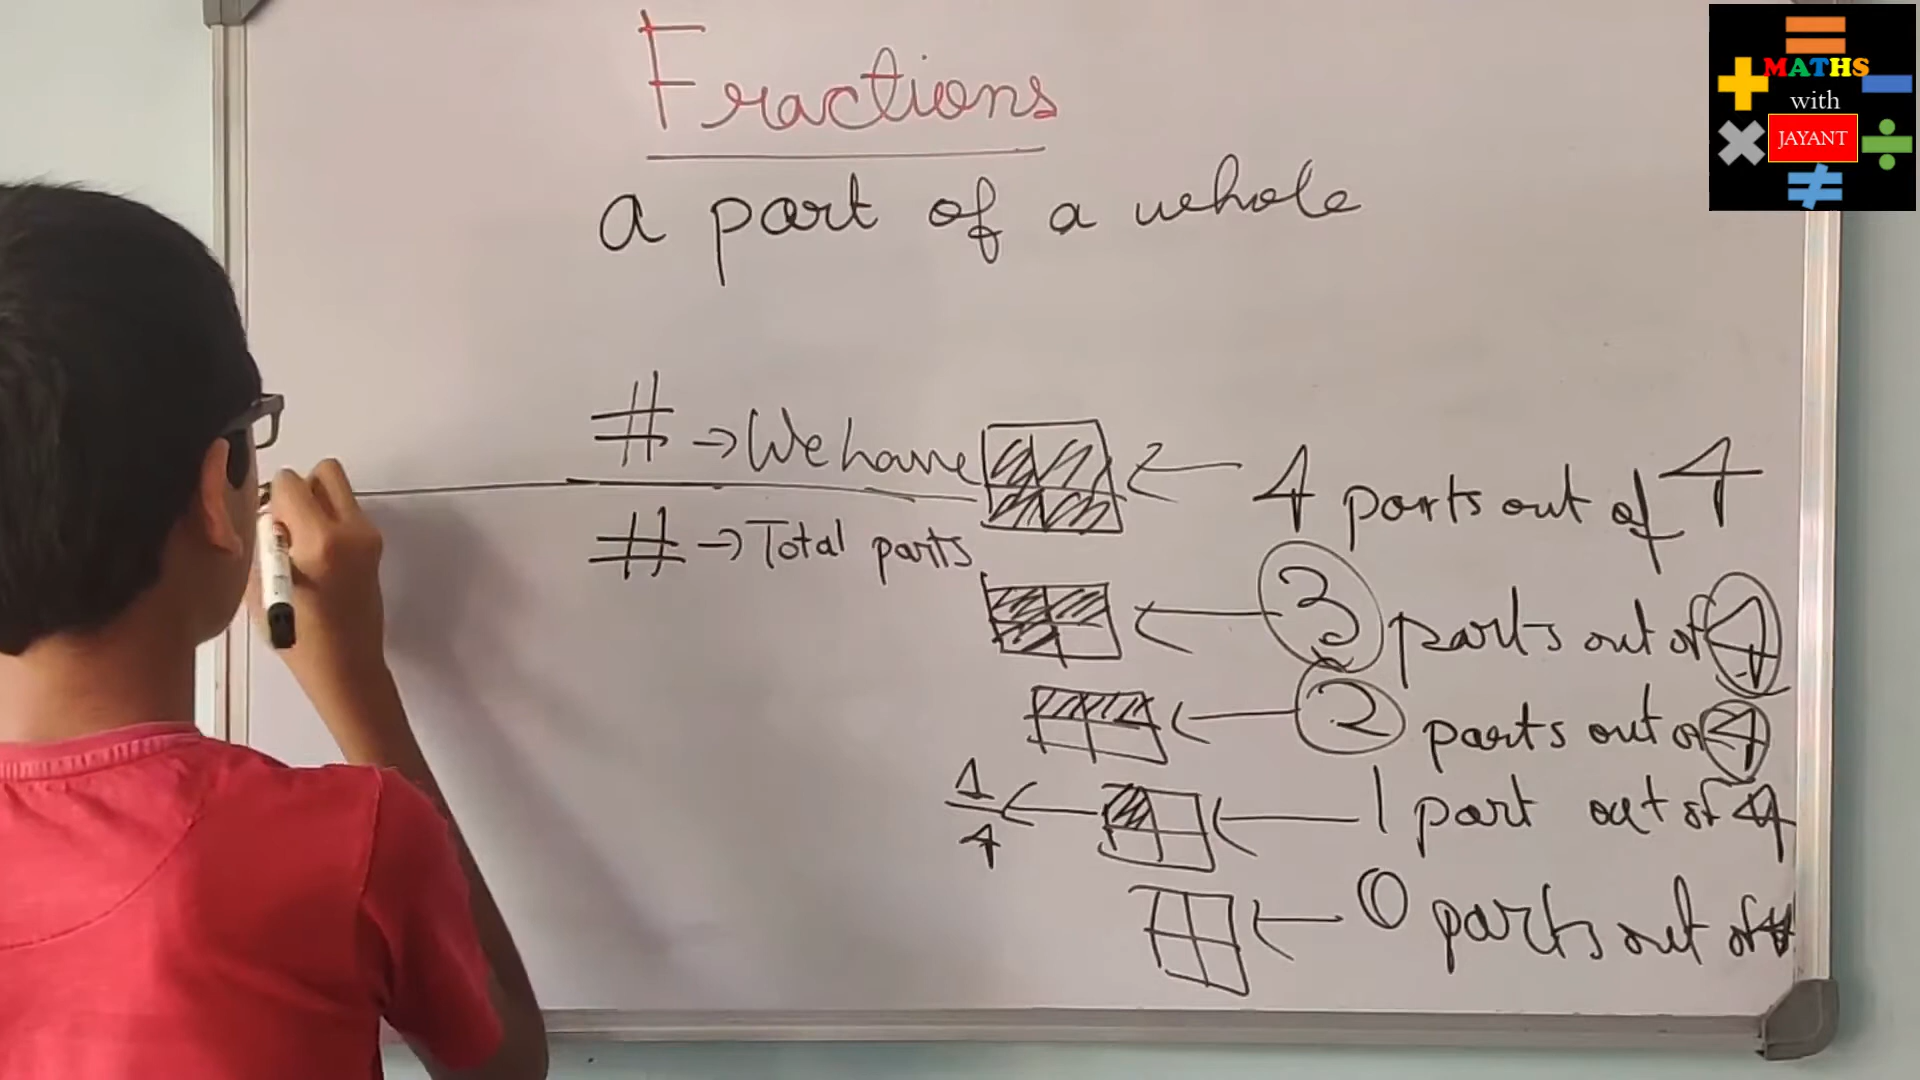 Fractions
a part of a whole
# → We have
# → Total parts
4 parts out of 4
3 parts out of 4
2 parts out of 4
1/4 ← 1 part out of 4
0 parts out of 4
MATHS
with
JAYANT